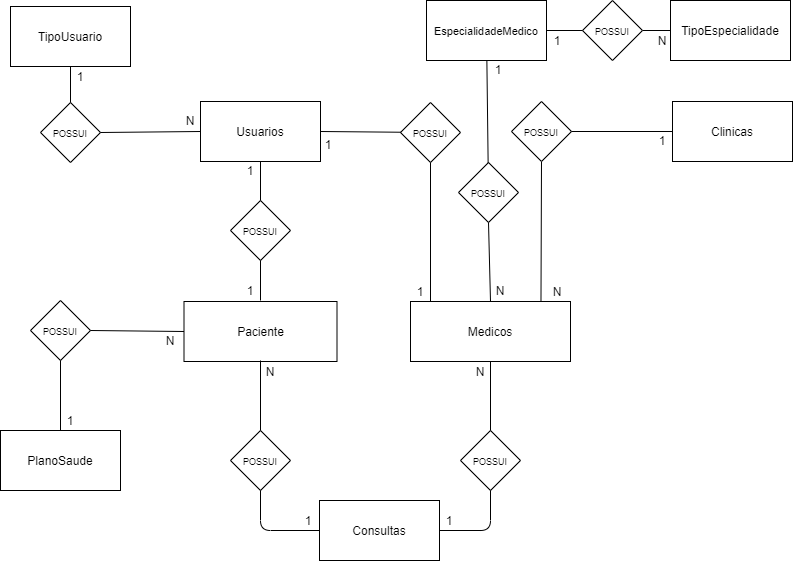 TipoUsuario
EspecialidadeMedico
POSSUI
TipoEspecialidade
1
N
1
1
POSSUI
N
Usuarios
1
POSSUI
POSSUI
1
Clinicas
1
POSSUI
POSSUI
1
1
N
N
POSSUI
N
Paciente
Medicos
1
N
N
PlanoSaude
POSSUI
POSSUI
1
Consultas
1